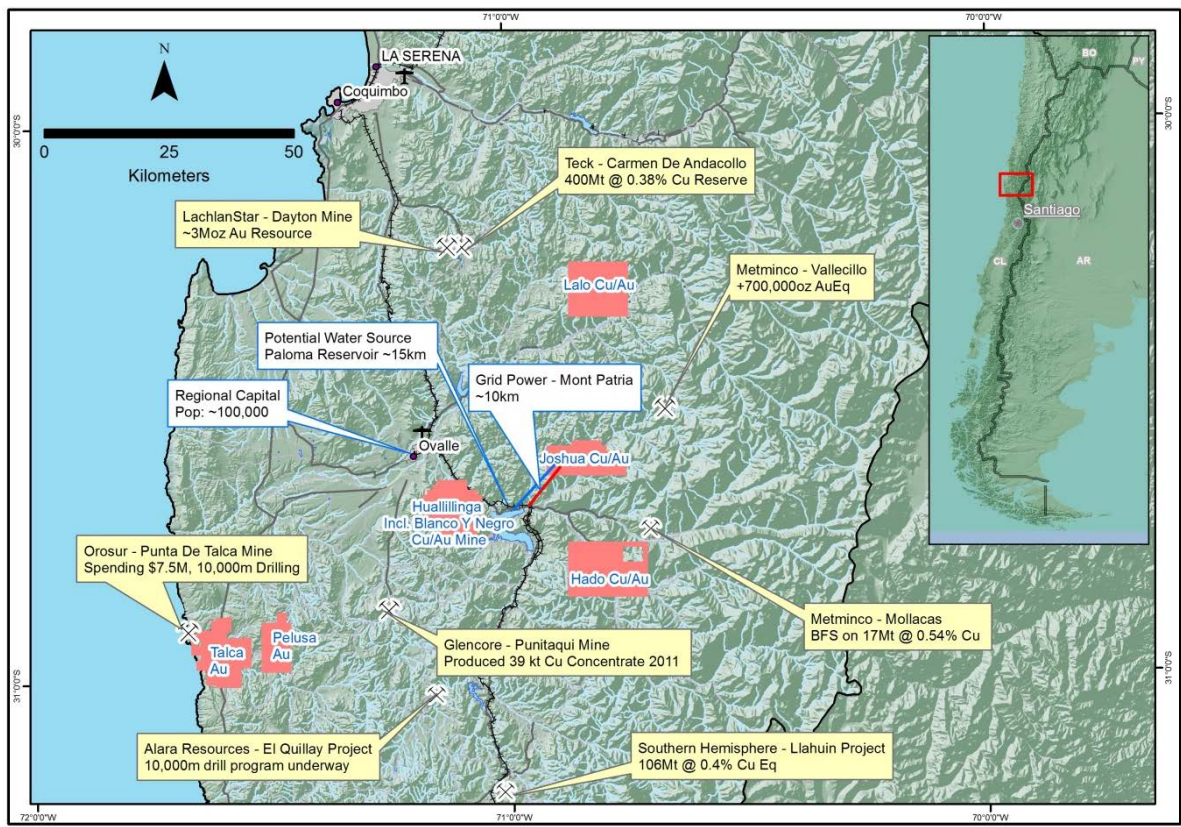 71°0'0"W
70°0'0"W
N
LA SERENA
Coquimbo
30°0'0"S
30°0'0"S
0
25
50
Kilometers
Teck - Carmen De Andacollo
400Mt @ 0.38% Cu Reserve
LachlanStar - Dayton Mine
~3Moz Au Resource
Lalo Cu/Au
Metminco - Vallecillo
+700,000oz AuEq
Potential Water Source
Paloma Reservoir ~15km
Grid Power - Mont Patria
~10km
Regional Capital
Pop: ~100,000
Ovalle
Joshua Cu/Au
Huallillinga
Incl. Blanco Y Negro
Cu/Au Mine
Orosur - Punta De Talca Mine
Spending $7.5M, 10,000m Drilling
Hado Cu/Au
Metminco - Mollacas
BFS on 17Mt @ 0.54% Cu
Pelusa
Au
Talca
Au
Glencore - Punitaqui Mine
Produced 39 kt Cu Concentrate 2011
31°0'0"S
31°0'0"S
Alara Resources - El Quillay Project
10,000m drill program underway
Southern Hemisphere - Llahuin Project
106Mt @ 0.4% Cu Eq
72°0'0"W
71°0'0"W
70°0'0"W
BO
PY
Santiago
CL
AR